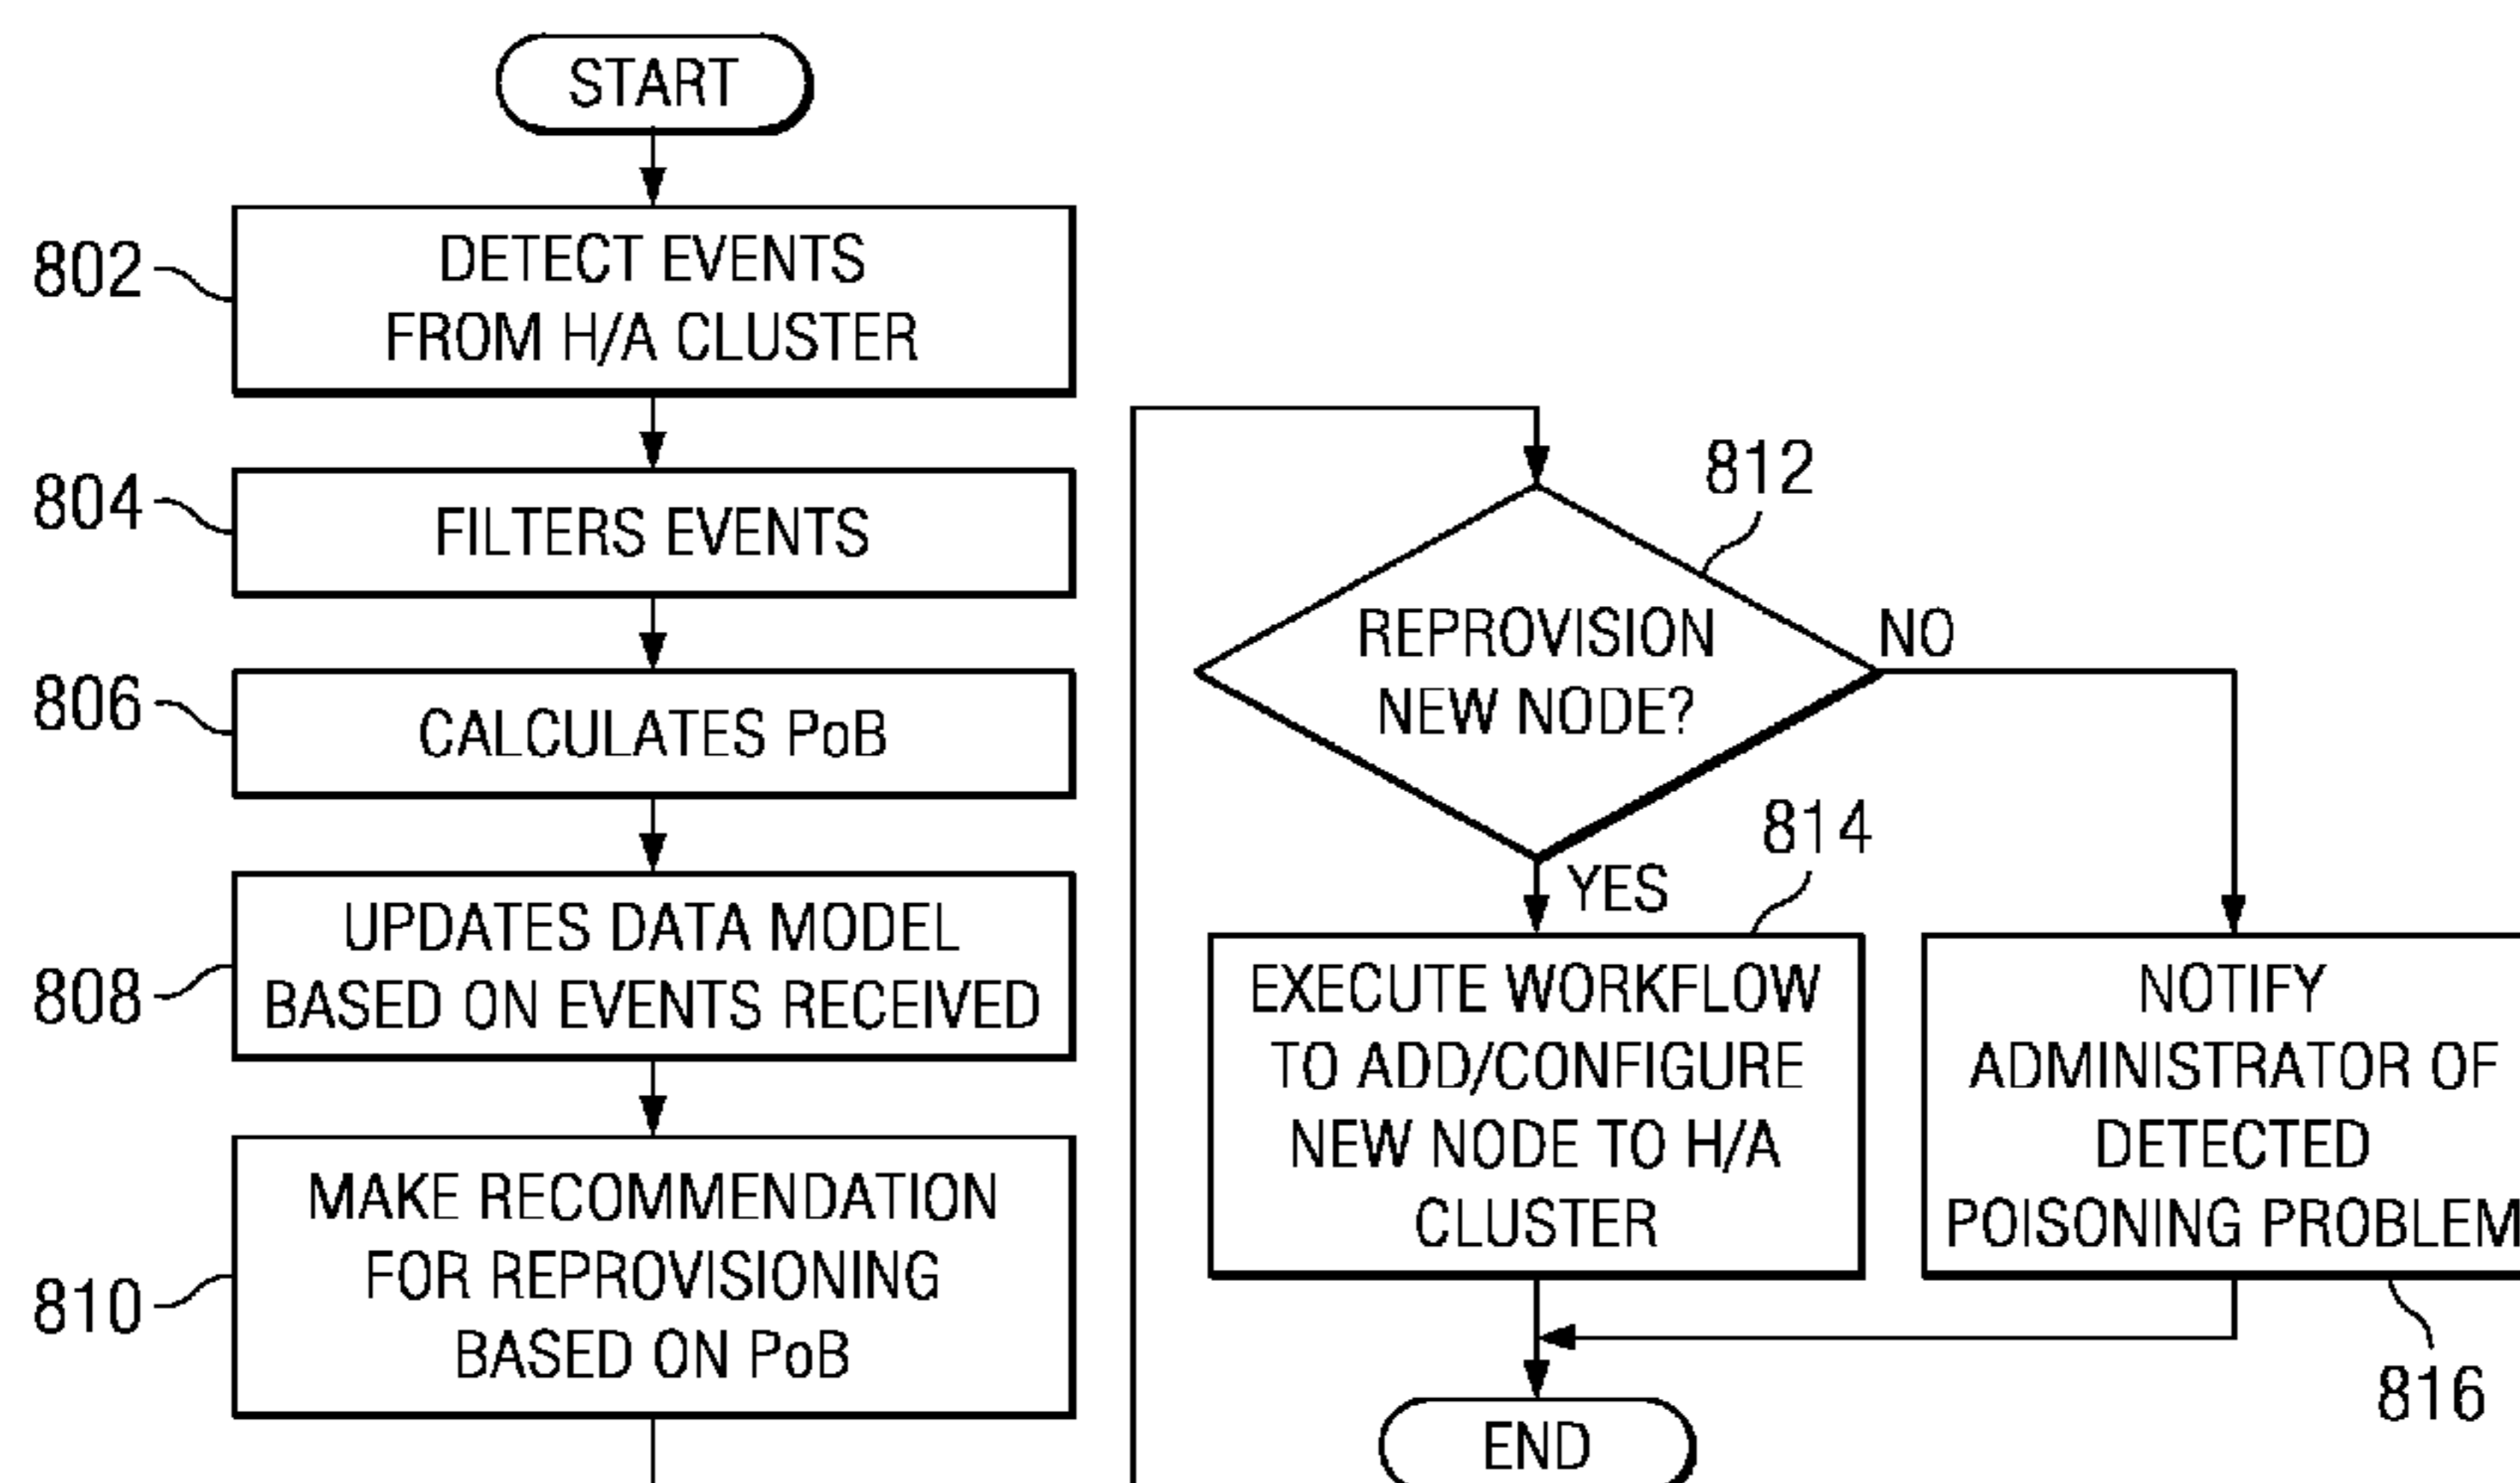 START
802
DETECT EVENTS
FROM H/A CLUSTER
804
FILTERS EVENTS
806
CALCULATES PoB
808
UPDATES DATA MODEL
BASED ON EVENTS RECEIVED
810
MAKE RECOMMENDATION
FOR REPROVISIONING
BASED ON PoB
812
REPROVISION
NEW NODE?
NO
YES
814
EXECUTE WORKFLOW
TO ADD/CONFIGURE
NEW NODE TO H/A
CLUSTER
NOTIFY
ADMINISTRATOR OF
DETECTED
POISONING PROBLEM
816
END